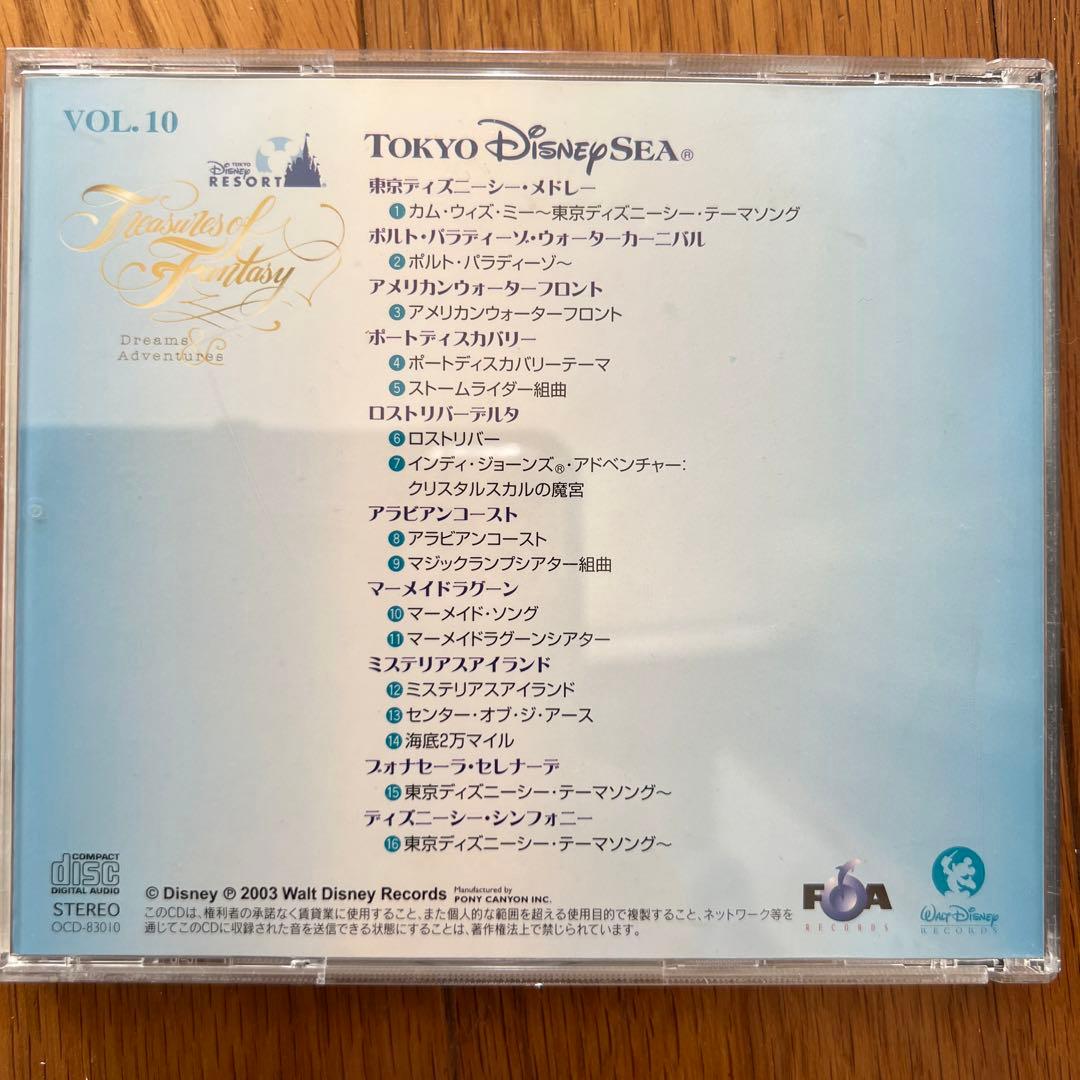 VOL. 10
TOKYO
DISNEY
RESORT®
Treasures of
Fantasy
Dreams &
Adventures
TOKYO DISNEYSEA®
東京ディズニーシー・メドレー
1 カム・ウィズ・ミー～東京ディズニーシー・テーマソング
ポルト・パラディーゾ・ウォーターカーニバル
2 ポルト・パラディーゾ～
アメリカンウォーターフロント
3 アメリカンウォーターフロント
ポートディスカバリー
4 ポートディスカバリーテーマ
5 ストームライダー組曲
ロストリバーデルタ
6 ロストリバー
7 インディ・ジョーンズ®・アドベンチャー:
クリスタルスカルの魔宮
アラビアンコースト
8 アラビアンコースト
9 マジックランプシアター組曲
マーメイドラグーン
10 マーメイド・ソング
11 マーメイドラグーンシアター
ミステリアスアイランド
12 ミステリアスアイランド
13 センター・オブ・ジ・アース
14 海底2万マイル
ブォナセーラ・セレナーデ
15 東京ディズニーシー・テーマソング～
ディズニーシー・シンフォニー
16 東京ディズニーシー・テーマソング～
COMPACT
disc
DIGITAL AUDIO
STEREO
OCD-83010
© Disney ℗ 2003 Walt Disney Records Manufactured by PONY CANYON INC.
このCDは、権利者の承諾なく賃貸業に使用すること、また個人的な範囲を超える使用目的で複製すること、ネットワーク等を
通じてこのCDに収録された音を送信できる状態にすることは、著作権法上で禁じられています。
FOA
RECORDS
WALT DISNEY
RECORDS